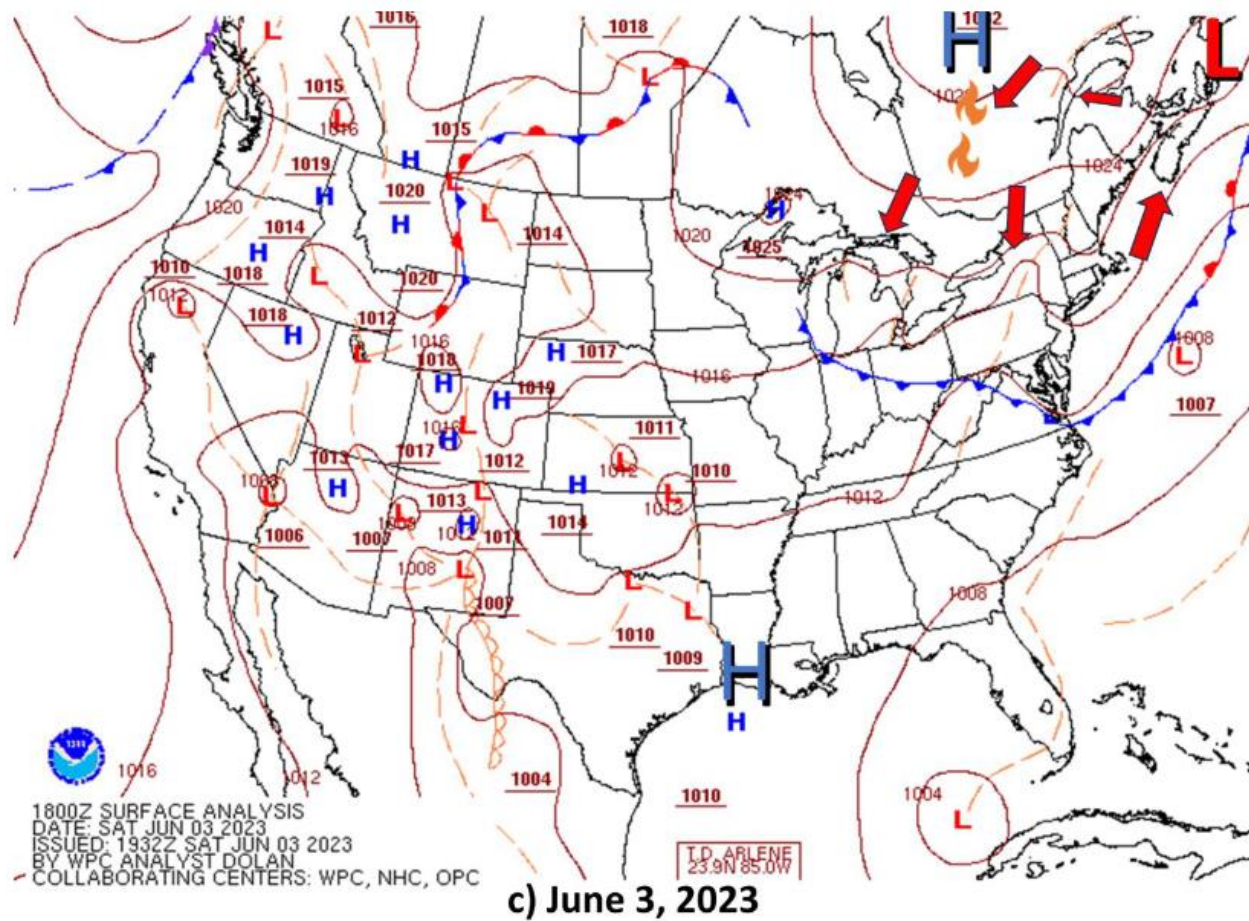 1016
1018
1012
H
L
L
L
1015
1016
L
1020
1015
1024
1024
1019
H
H
L
1020
H
L
H
1020
1014
H
1014
1018
1010
1012
L
L
1020
1020
1025
1018
H
1012
L
1016
1018
H
H
1017
1016
1008
L
1019
H
1007
1016
H
L
1011
L
1012
1013
H
1017
1012
L
1010
L
1012
1012
H
1013
L
H
1011
1014
1006
1007
1008
L
1007
L
L
1008
1010
1009
H
H
1016
1012
1004
1010
1004
L
T.D. ARLENE
23.9N 85.0W
1800Z SURFACE ANALYSIS
DATE: SAT JUN 03 2023
ISSUED: 1932Z SAT JUN 03 2023
BY WPC ANALYST DOLAN
COLLABORATING CENTERS: WPC, NHC, OPC
c) June 3, 2023